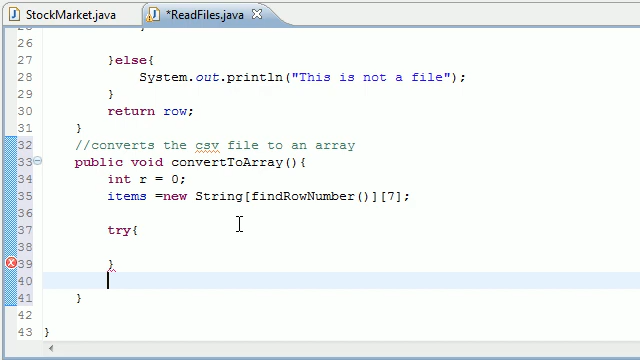 StockMarket.java *ReadFiles.java
26
27 }else{
28 System.out.println("This is not a file");
29 }
30 return row;
31 }
32 //converts the csv file to an array
33 public void convertToArray(){
34 int r = 0;
35 items =new String[findRowNumber()][7];
36
37 try{
38
39 }
40
41 }
42
43 }